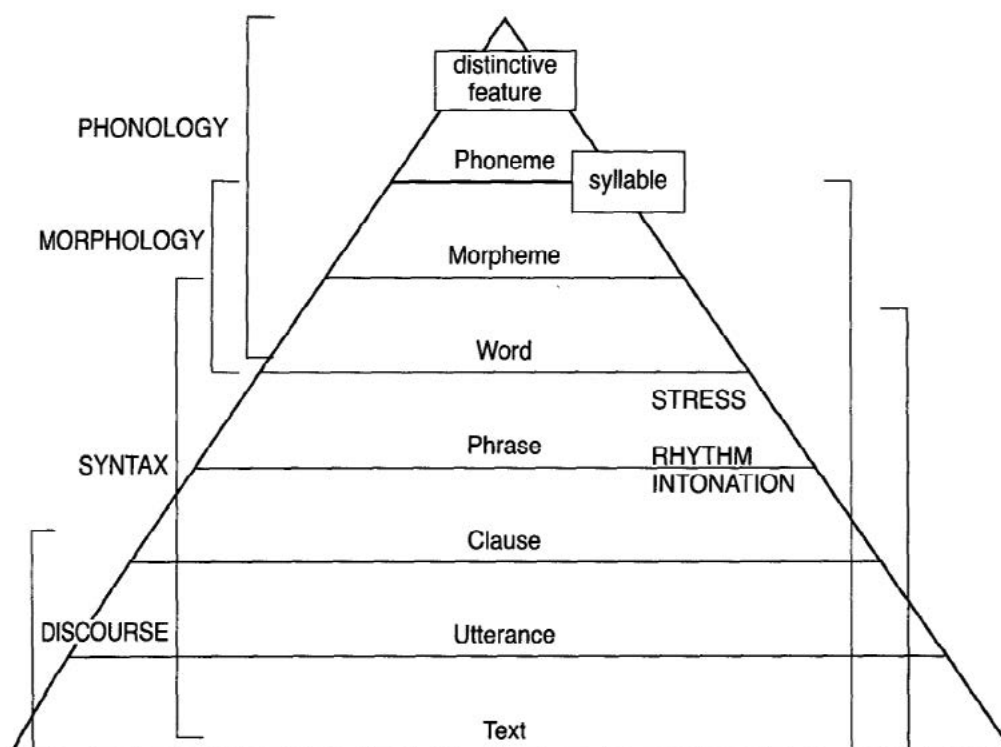 distinctive
feature
PHONOLOGY
Phoneme
syllable
MORPHOLOGY
Morpheme
Word
STRESS
SYNTAX
Phrase
RHYTHM
INTONATION
Clause
DISCOURSE
Utterance
Text